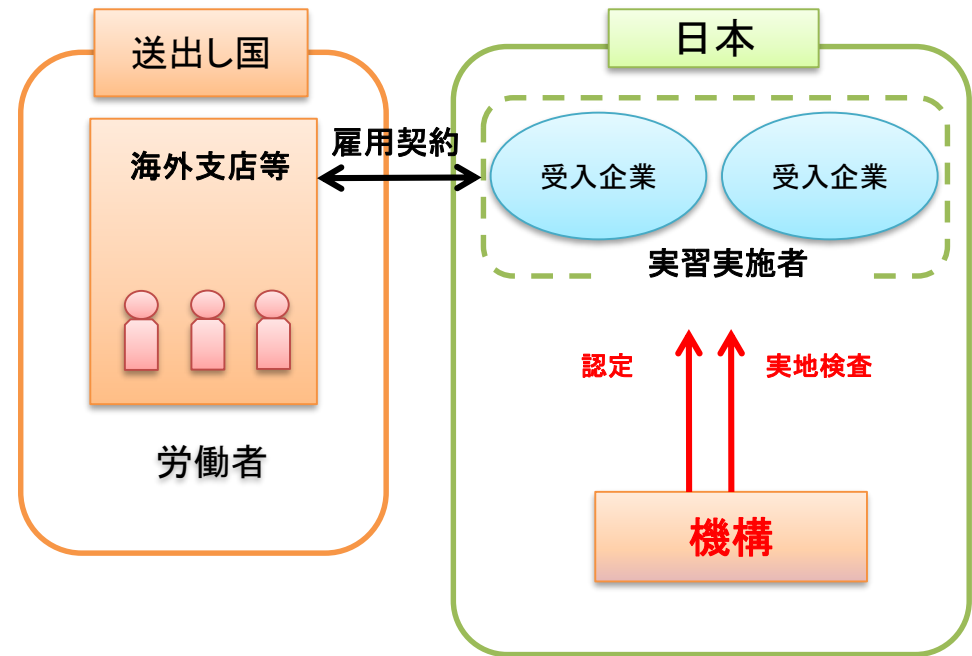 送出し国
日本
海外支店等
雇用契約
受入企業
受入企業
実習実施者
認定
実地検査
労働者
機構